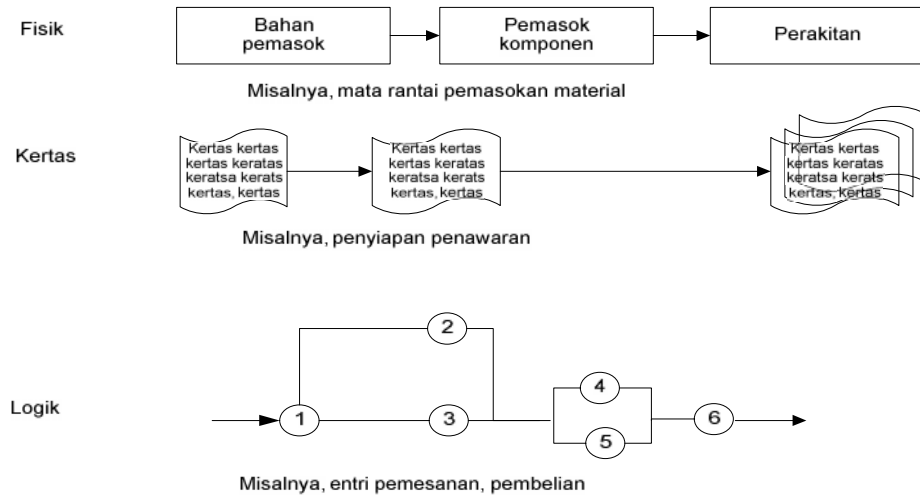 Fisik
Bahan
pemasok
Pemasok
komponen
Perakitan
Misalnya, mata rantai pemasokan material
Kertas
Kertas kertas
kertas keratas
keratsa kerats
kertas, kertas
Kertas kertas
kertas keratas
keratsa kerats
kertas, kertas
Kertas kertas
kertas keratas
keratsa kerats
kertas, kertas
Misalnya, penyiapan penawaran
Logik
1
2
3
4
5
6
Misalnya, entri pemesanan, pembelian